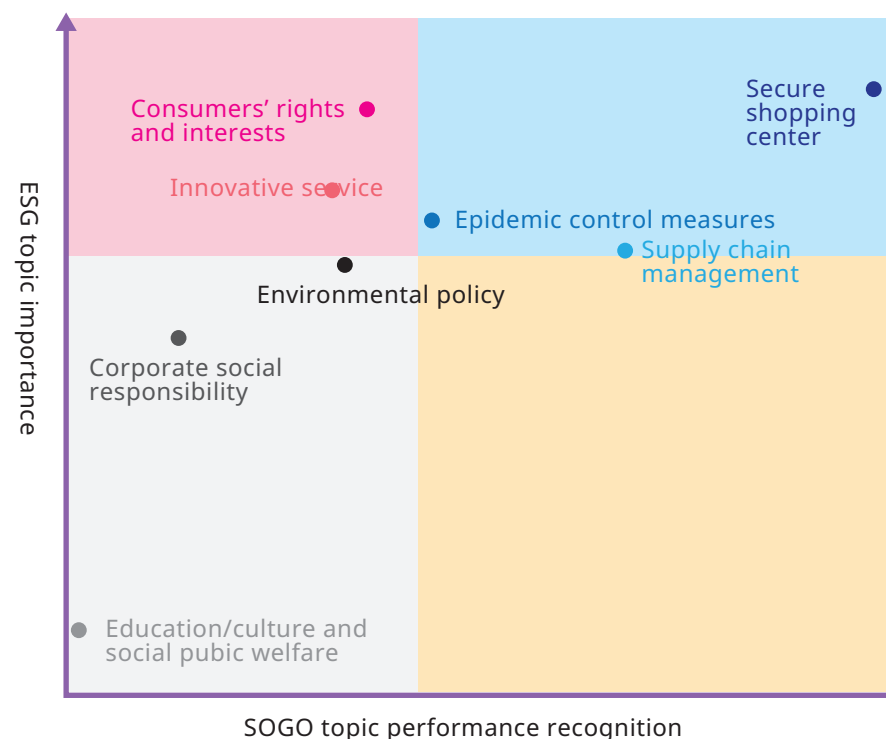 Secure
shopping
center
Consumers’ rights
and interests
Innovative service
Epidemic control measures
Supply chain
management
Environmental policy
Corporate social
responsibility
Education/culture and
social pubic welfare
ESG topic importance
SOGO topic performance recognition